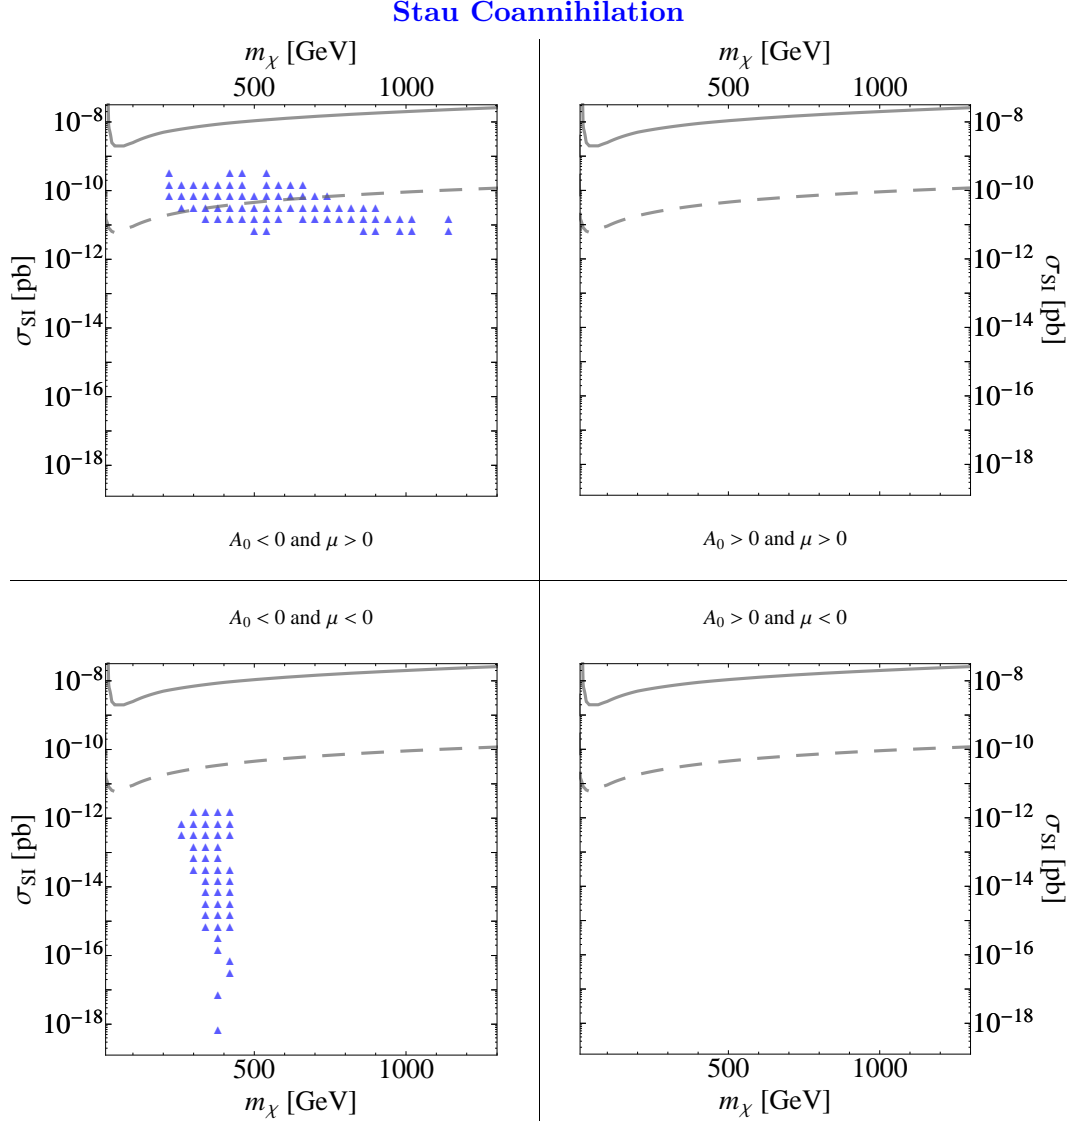 Stau Coannihilation
m_χ [GeV]
m_χ [GeV]
500
1000
500
1000
10^−8
10^−10
10^−12
10^−14
10^−16
10^−18
σ_SI [pb]
10^−8
10^−10
10^−12
10^−14
10^−16
10^−18
σ_SI [pb]
A_0 < 0 and μ > 0
A_0 > 0 and μ > 0
A_0 < 0 and μ < 0
A_0 > 0 and μ < 0
10^−8
10^−10
10^−12
10^−14
10^−16
10^−18
σ_SI [pb]
10^−8
10^−10
10^−12
10^−14
10^−16
10^−18
σ_SI [pb]
500
1000
500
1000
m_χ [GeV]
m_χ [GeV]